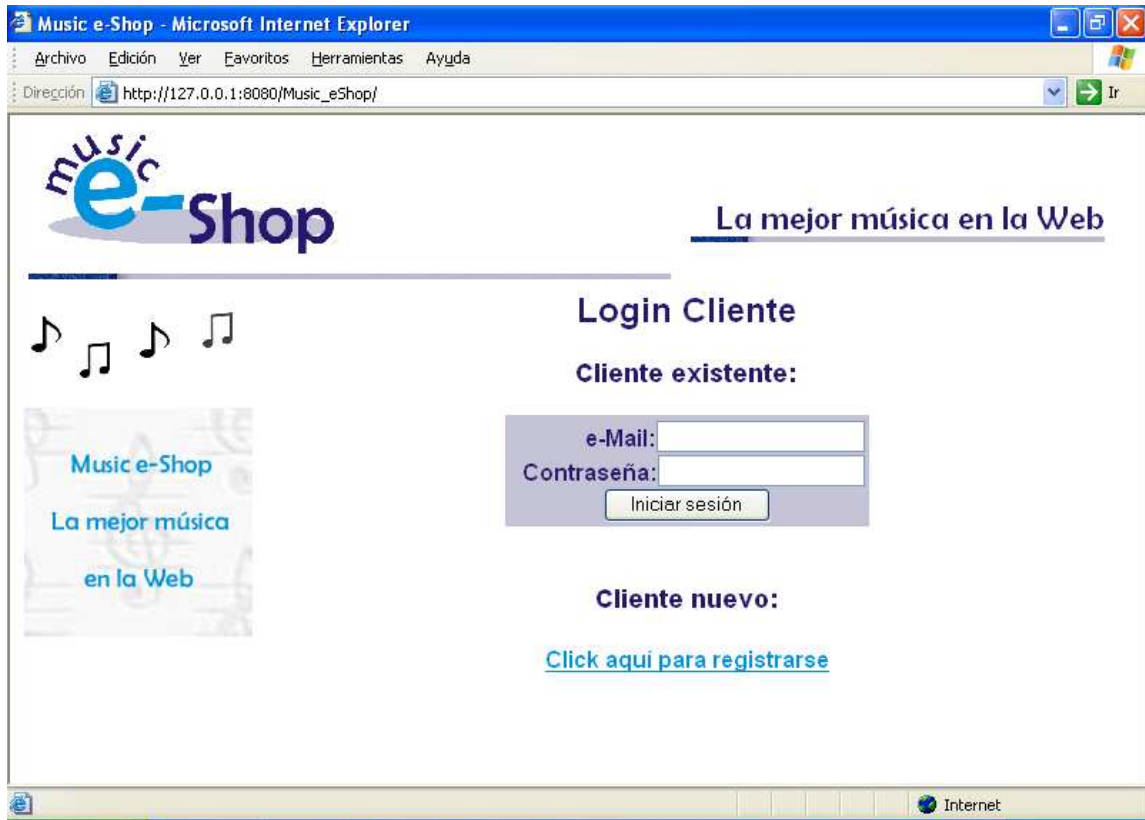 Music e-Shop - Microsoft Internet Explorer
Archivo Edición Ver Favoritos Herramientas Ayuda
Dirección http://127.0.0.1:8080/Music_eShop/ Ir
music
e-Shop
La mejor música en la Web
Login Cliente
Cliente existente:
e-Mail:
Contraseña:
Iniciar sesión
Music e-Shop
La mejor música
en la Web
Cliente nuevo:
Click aquí para registrarse
Internet